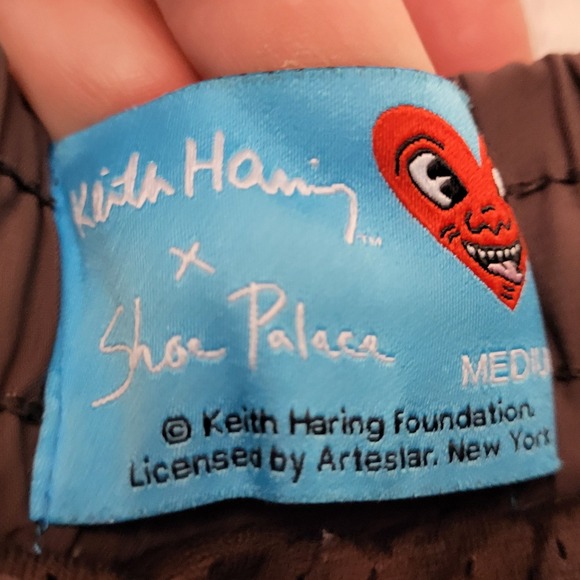 Keith Haring™
x
Shoe Palace
MEDIU
© Keith Haring Foundation.
Licensed by Artestar. New York